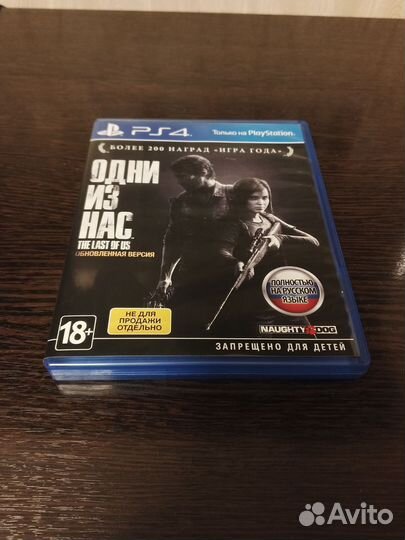 PS4
Только на PlayStation.
БОЛЕЕ 200 НАГРАД «ИГРА ГОДА»
ОДНИ
ИЗ
НАС
THE LAST OF US
ОБНОВЛЕННАЯ ВЕРСИЯ
ПОЛНОСТЬЮ
НА РУССКОМ
ЯЗЫКЕ
НЕ ДЛЯ
ПРОДАЖИ
ОТДЕЛЬНО
18+
NAUGHTY DOG
ЗАПРЕЩЕНО ДЛЯ ДЕТЕЙ
Avito